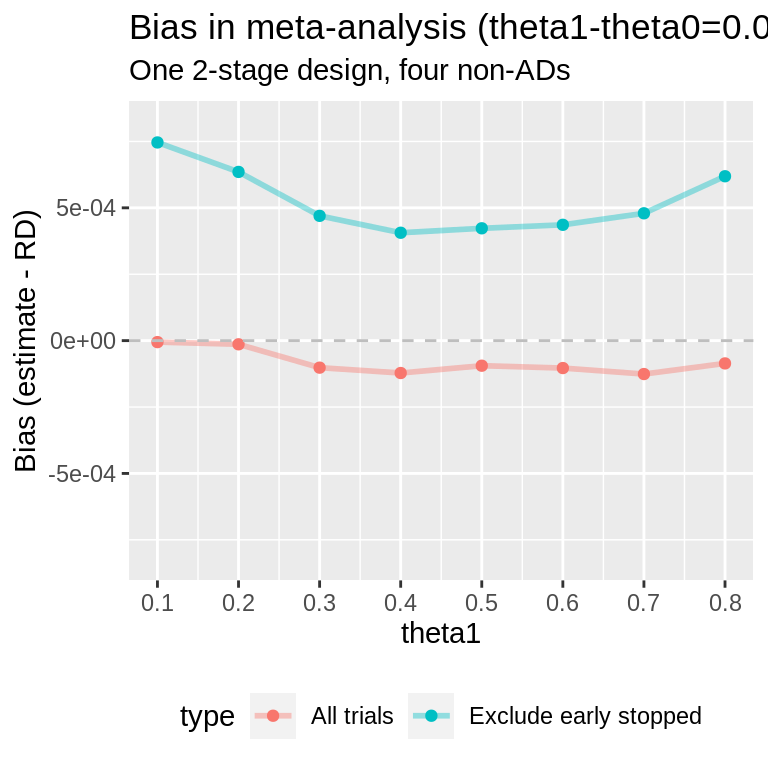 Bias in meta-analysis (theta1-theta0=0.0
One 2-stage design, four non-ADs
Bias (estimate - RD)
5e-04
0e+00
-5e-04
0.1 0.2 0.3 0.4 0.5 0.6 0.7 0.8
theta1
type All trials Exclude early stopped